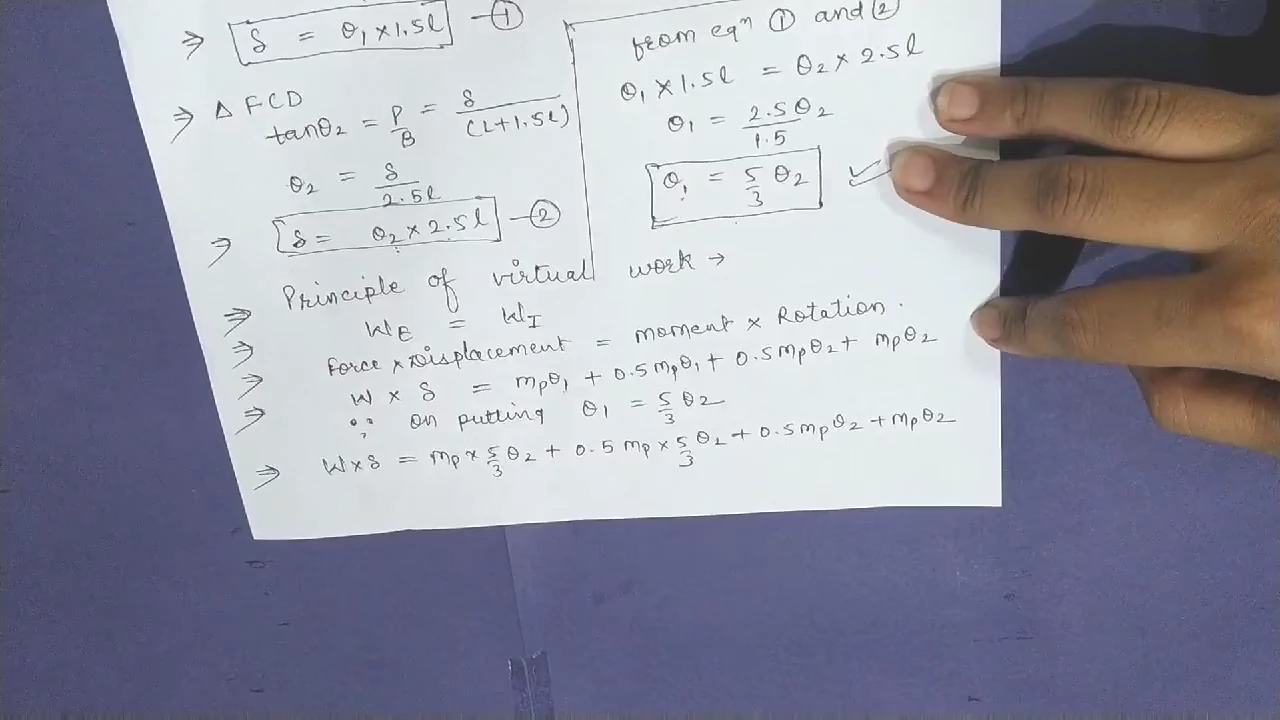 ⇒ δ = θ₁ × 1.5l — ①
⇒ Δ FCD
tanθ₂ = P/B = δ/(L+1.5l)
θ₂ = δ/2.5l
⇒ δ = θ₂ × 2.5l — ②
from eqⁿ ① and ②
θ₁ × 1.5l = θ₂ × 2.5l
θ₁ = 2.5θ₂/1.5
θ₁ = 5/3 θ₂ ✓
⇒ Principle of virtual work →
⇒ WE = WI
⇒ Force × Displacement = moment × Rotation.
⇒ W × δ = mpθ₁ + 0.5mpθ₁ + 0.5mpθ₂ + mpθ₂
∴ on putting θ₁ = 5/3 θ₂
⇒ W×δ = mp × 5/3 θ₂ + 0.5 mp × 5/3 θ₂ + 0.5mpθ₂ + mpθ₂